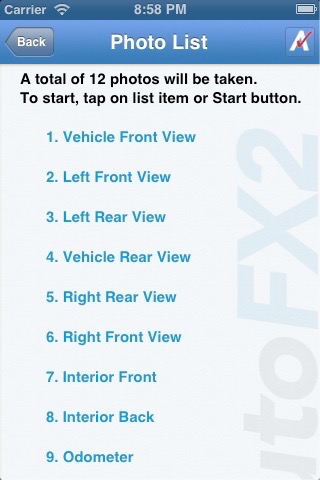 Carrier 8:58 PM
Back Photo List
A total of 12 photos will be taken.
To start, tap on list item or Start button.
1. Vehicle Front View
2. Left Front View
3. Left Rear View
4. Vehicle Rear View
5. Right Rear View
6. Right Front View
7. Interior Front
8. Interior Back
9. Odometer
utoFX2